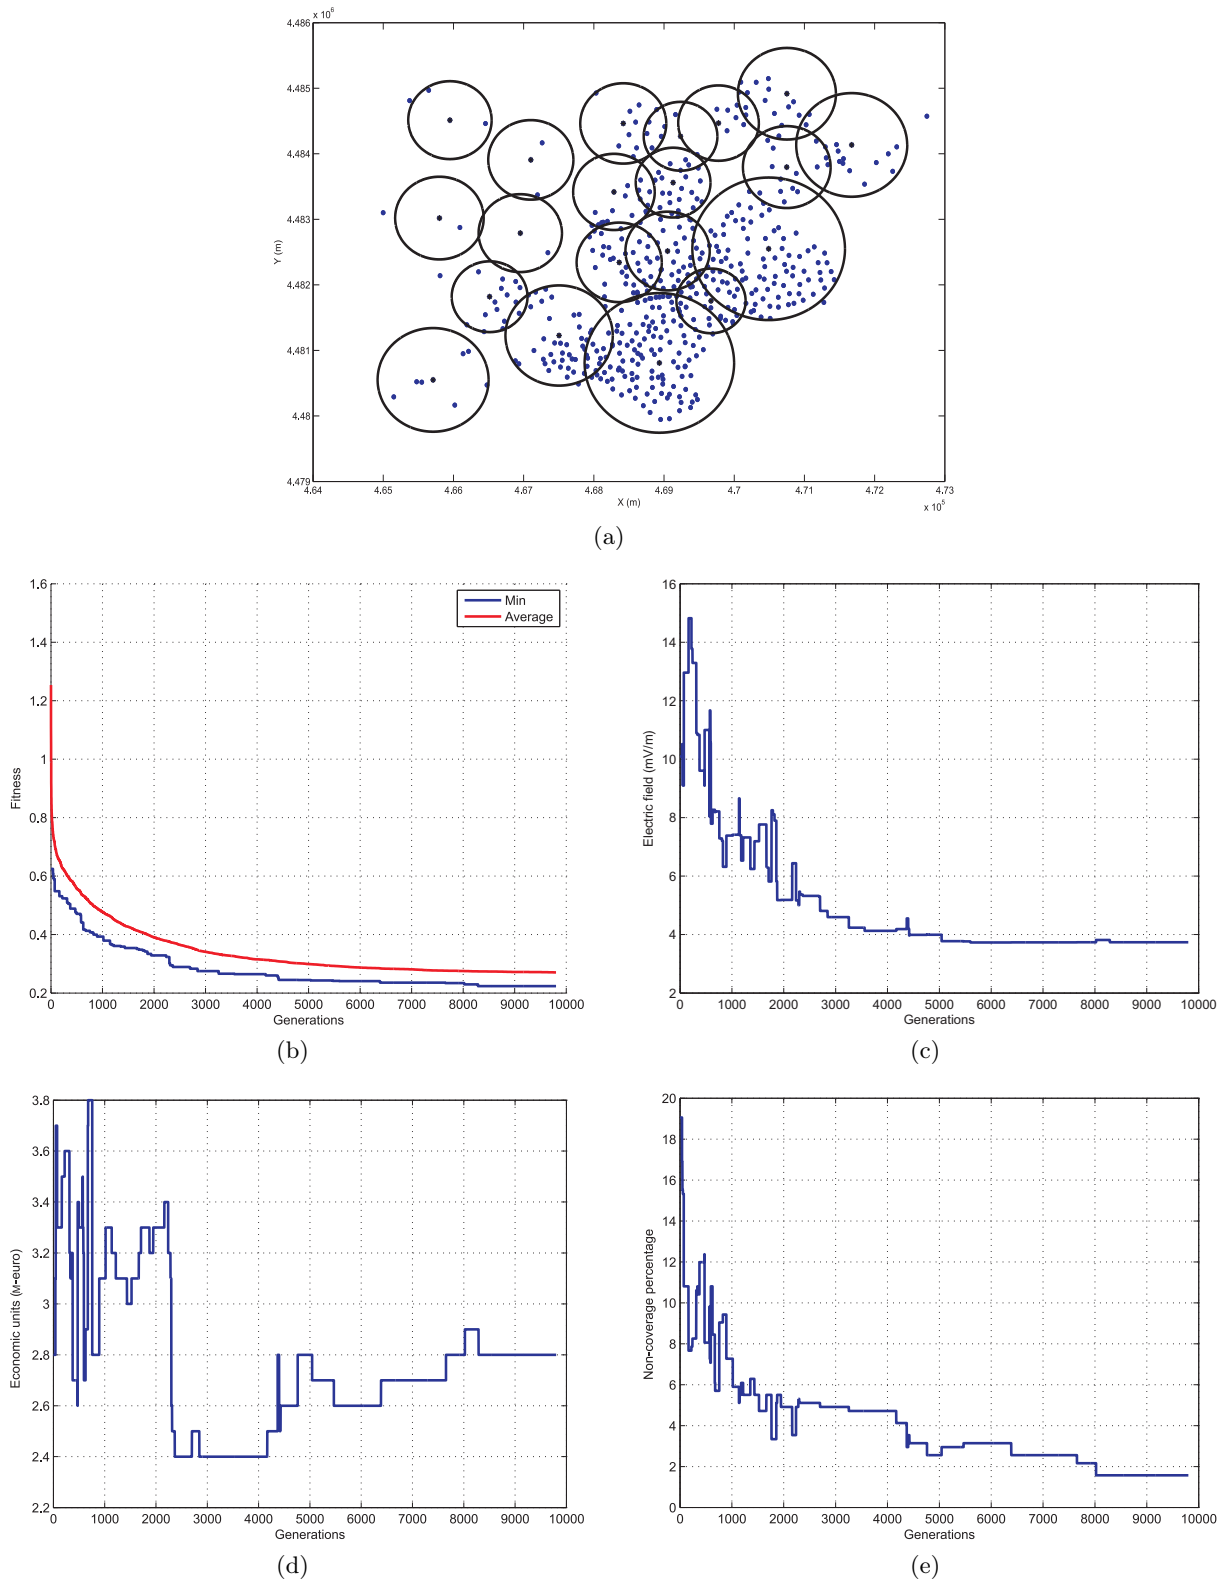 x 10⁶
4.486
4.485
4.484
4.483
4.482
4.481
4.48
4.479
Y (m)
4.64 4.65 4.66 4.67 4.68 4.69 4.7 4.71 4.72 4.73
X (m)
x 10⁵
(a)
1.6
1.4
1.2
1
0.8
0.6
0.4
0.2
Fitness
Min
Average
0 1000 2000 3000 4000 5000 6000 7000 8000 9000 10000
Generations
(b)
16
14
12
10
8
6
4
2
Electric field (mV/m)
0 1000 2000 3000 4000 5000 6000 7000 8000 9000 10000
Generations
(c)
3.8
3.6
3.4
3.2
3
2.8
2.6
2.4
2.2
Economic units (M-euro)
0 1000 2000 3000 4000 5000 6000 7000 8000 9000 10000
Generations
(d)
20
18
16
14
12
10
8
6
4
2
0
Non-coverage percentage
0 1000 2000 3000 4000 5000 6000 7000 8000 9000 10000
Generations
(e)